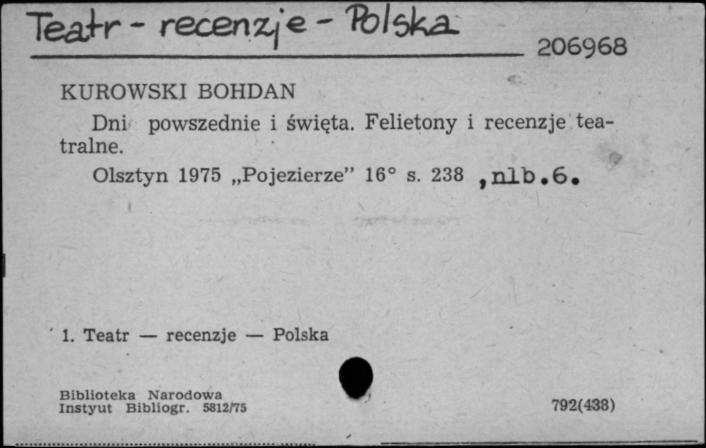 Teatr - recenzje - Polska
206968
KUROWSKI BOHDAN
Dni powszednie i święta. Felietony i recenzje tea-
tralne.
Olsztyn 1975 „Pojezierze” 16° s. 238 ,nlb.6.
1. Teatr — recenzje — Polska
Biblioteka Narodowa
Instyut Bibliogr. 5812/75
792(438)